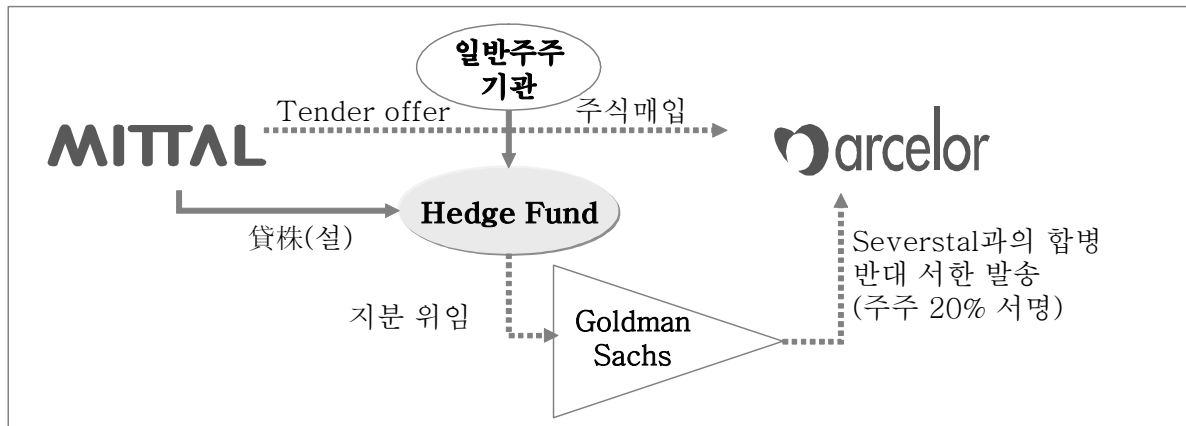 일반주주
기관
Tender offer
주식매입
MITTAL
arcelor
Hedge Fund
貸株(설)
Severstal과의 합병
반대 서한 발송
(주주 20% 서명)
지분 위임
Goldman
Sachs